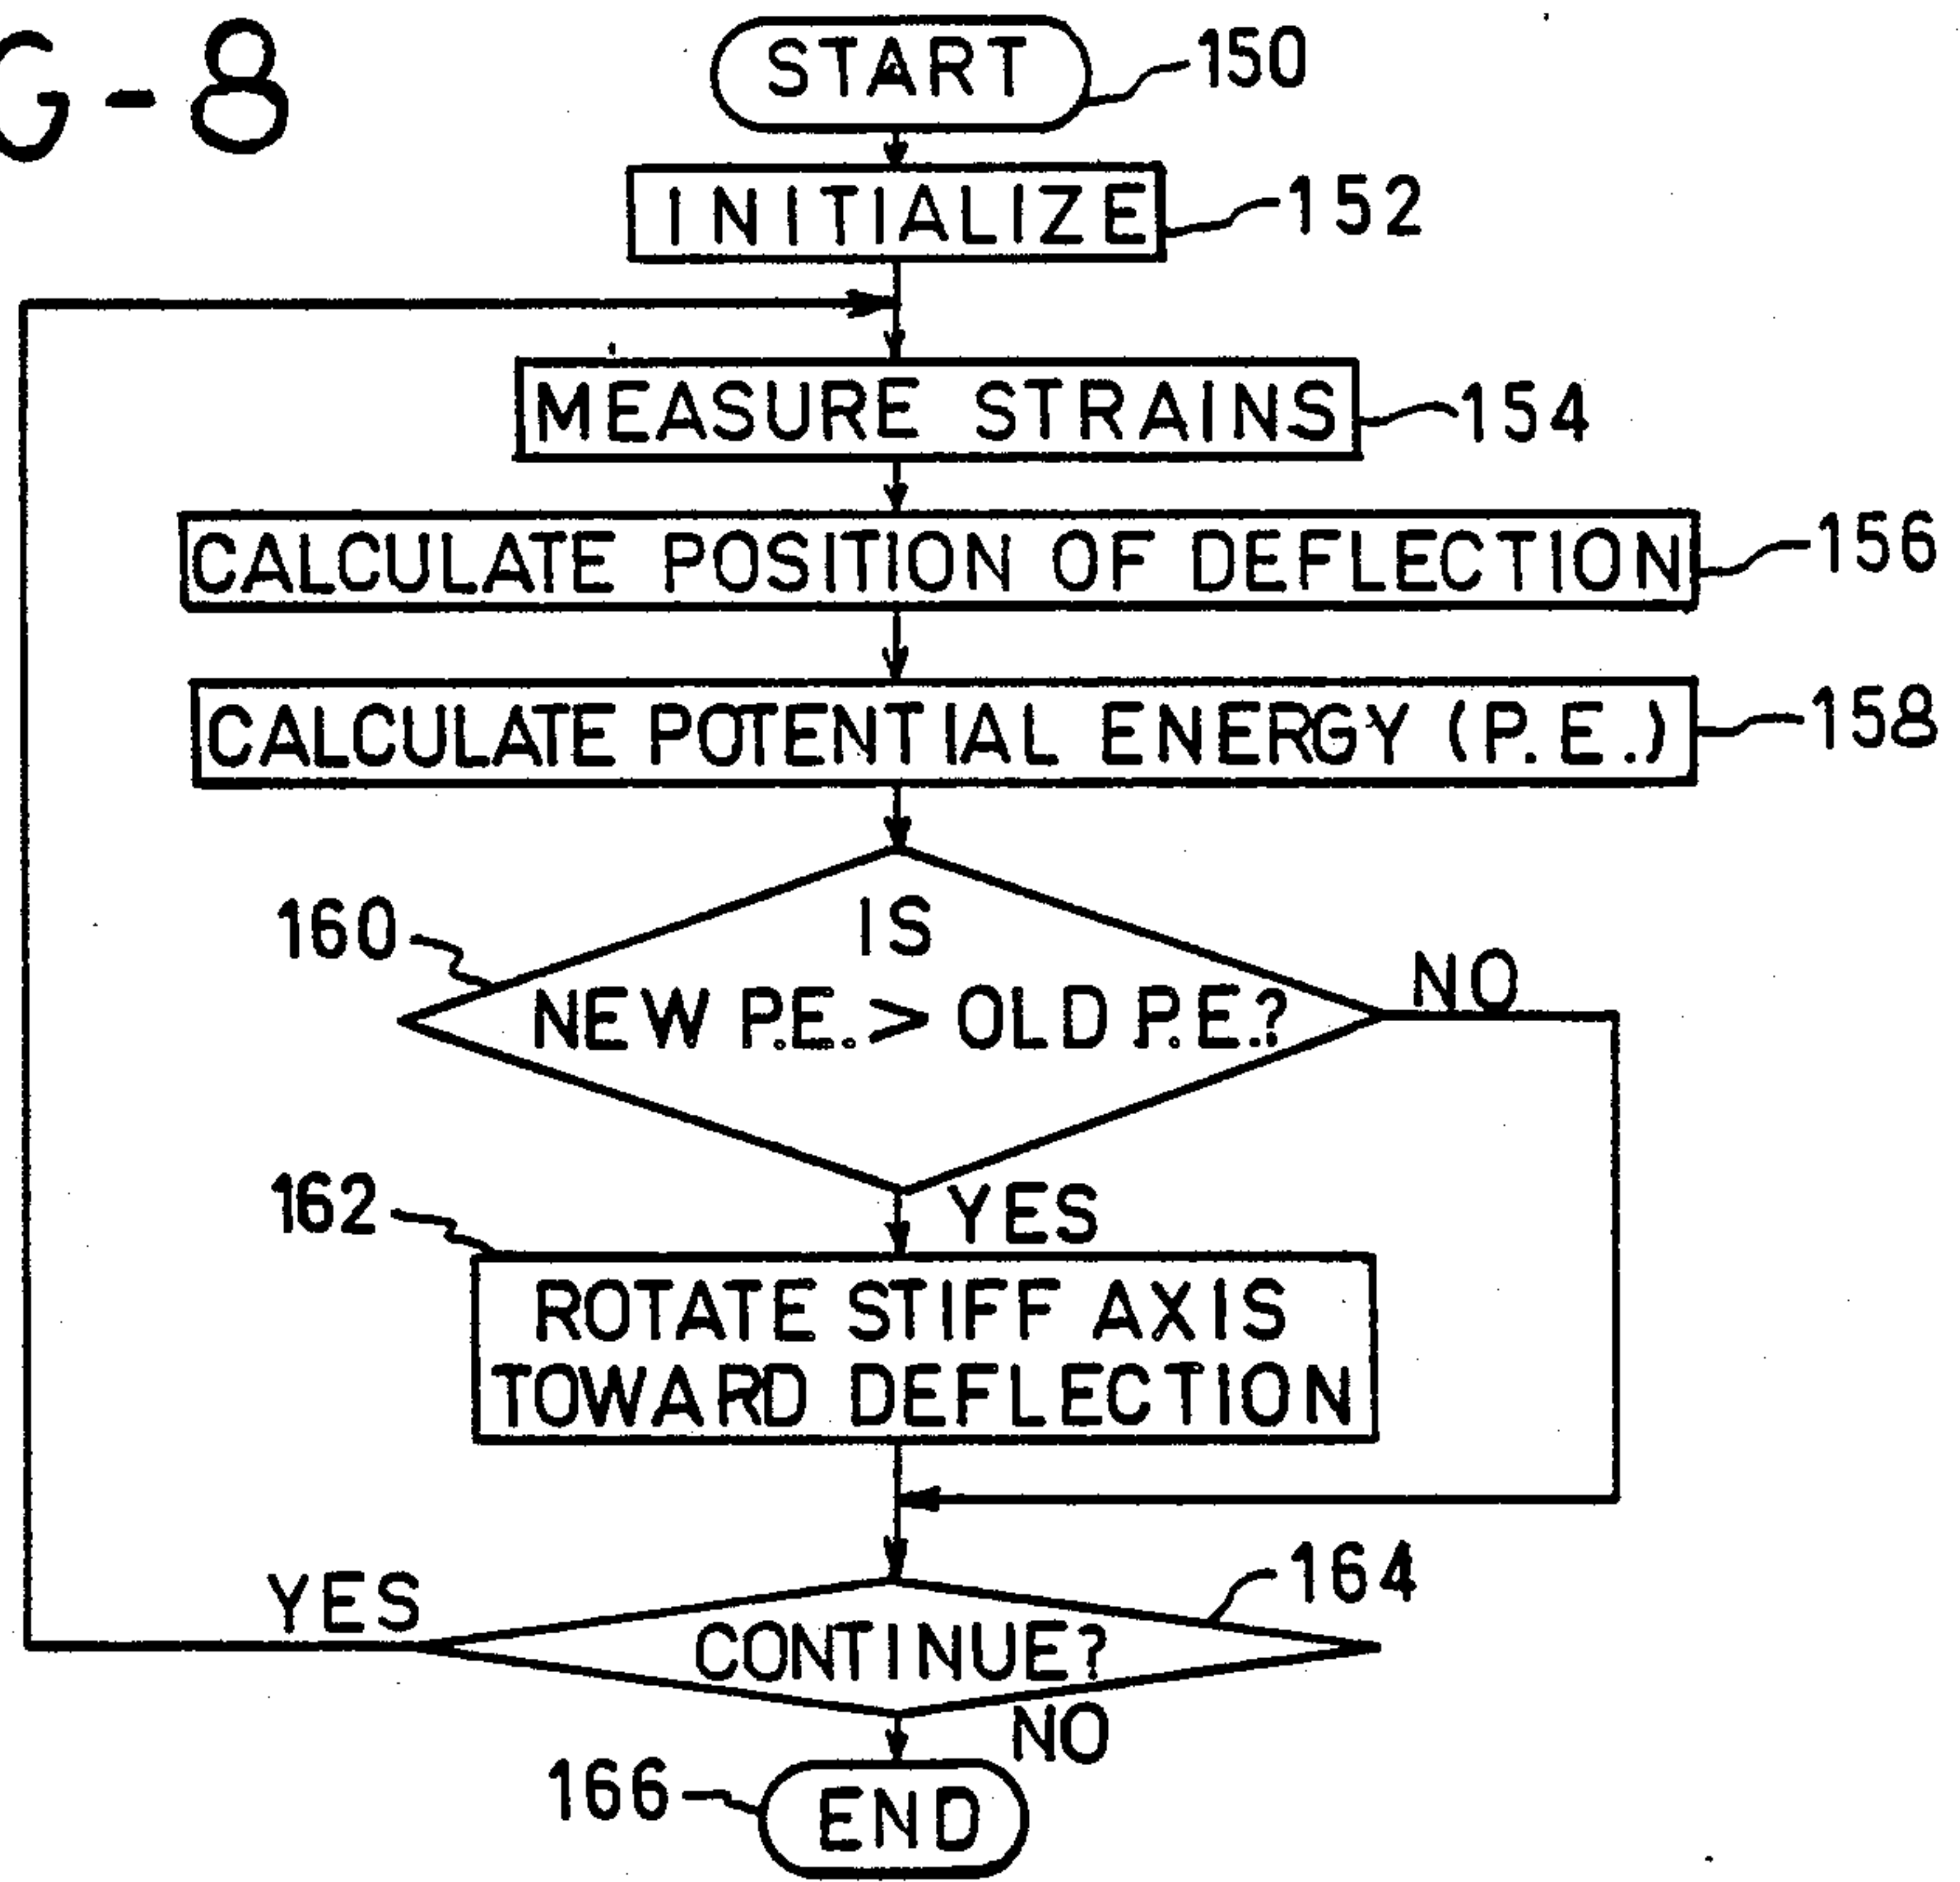 G-8
START
150
INITIALIZE
152
MEASURE STRAINS
154
CALCULATE POSITION OF DEFLECTION
156
CALCULATE POTENTIAL ENERGY (P.E.)
158
160
IS
NEW P.E. > OLD P.E.?
NO
162
YES
ROTATE STIFF AXIS
TOWARD DEFLECTION
164
YES
CONTINUE?
NO
166
END